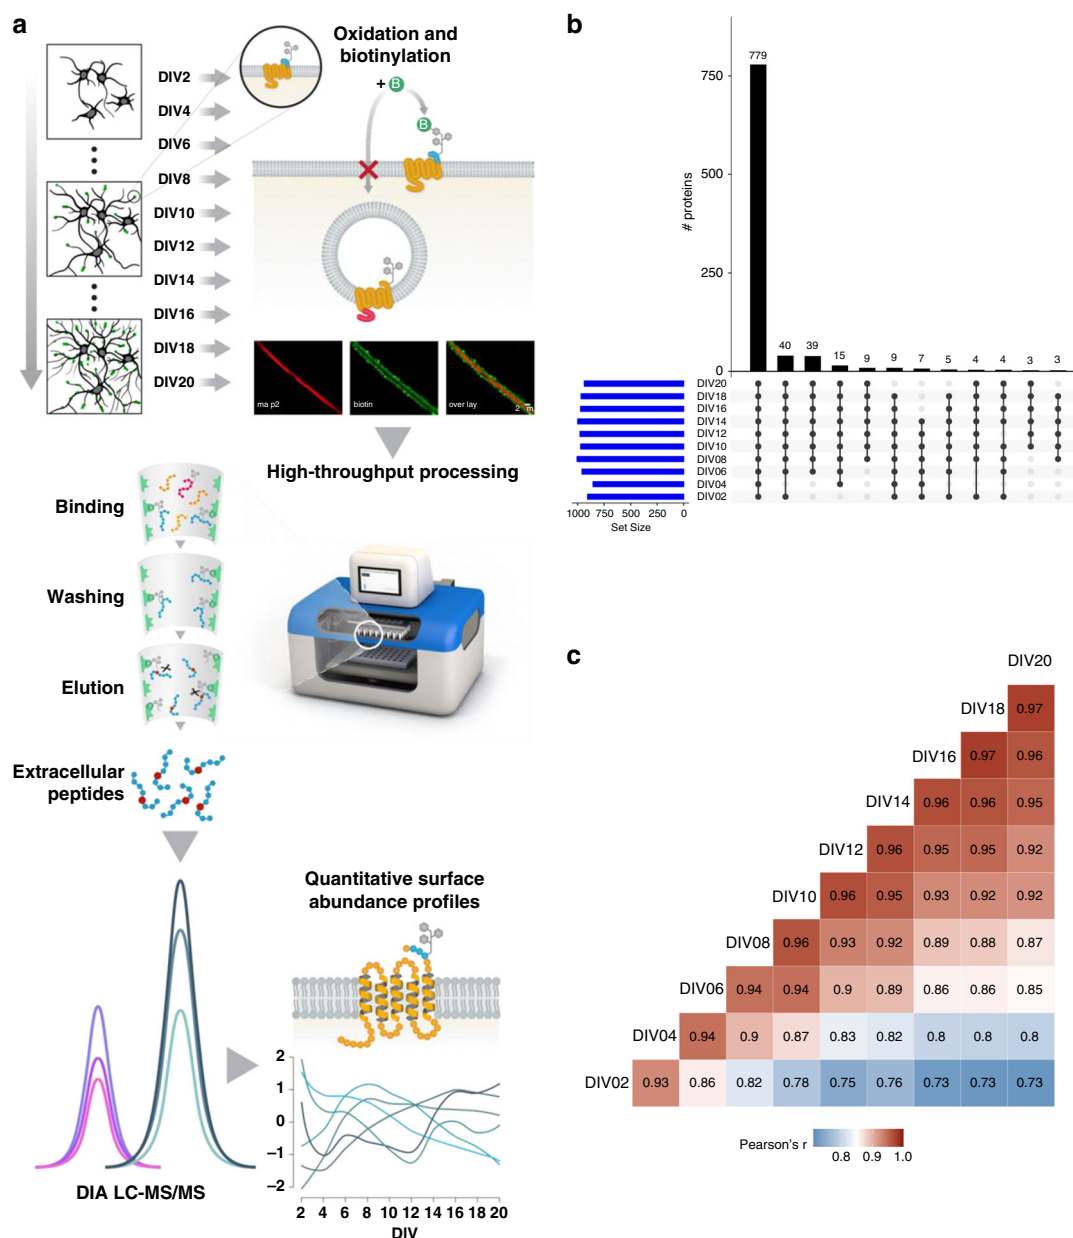 a
Oxidation and
biotinylation
DIV2
DIV4
DIV6
DIV8
DIV10
DIV12
DIV14
DIV16
DIV18
DIV20
+ B
B
ma p2
biotin
over lay
2 m
High-throughput processing
Binding
Washing
Elution
Extracellular
peptides
DIA LC-MS/MS
Quantitative surface
abundance profiles
2
1
0
–1
–2
2 4 6 8 10 12 14 16 18 20
DIV
b
# proteins
750
500
250
0
779
40 39 15 9 9 7 5 4 4 3 3
DIV20
DIV18
DIV16
DIV14
DIV12
DIV10
DIV08
DIV06
DIV04
DIV02
1000 750 500 250 0
Set Size
c
DIV20
DIV18 0.97
DIV16 0.97 0.96
DIV14 0.96 0.96 0.95
DIV12 0.96 0.95 0.95 0.92
DIV10 0.96 0.95 0.93 0.92 0.92
DIV08 0.96 0.93 0.92 0.89 0.88 0.87
DIV06 0.94 0.94 0.9 0.89 0.86 0.86 0.85
DIV04 0.94 0.9 0.87 0.83 0.82 0.8 0.8 0.8
DIV02 0.93 0.86 0.82 0.78 0.75 0.76 0.73 0.73 0.73
Pearson's r
0.8 0.9 1.0